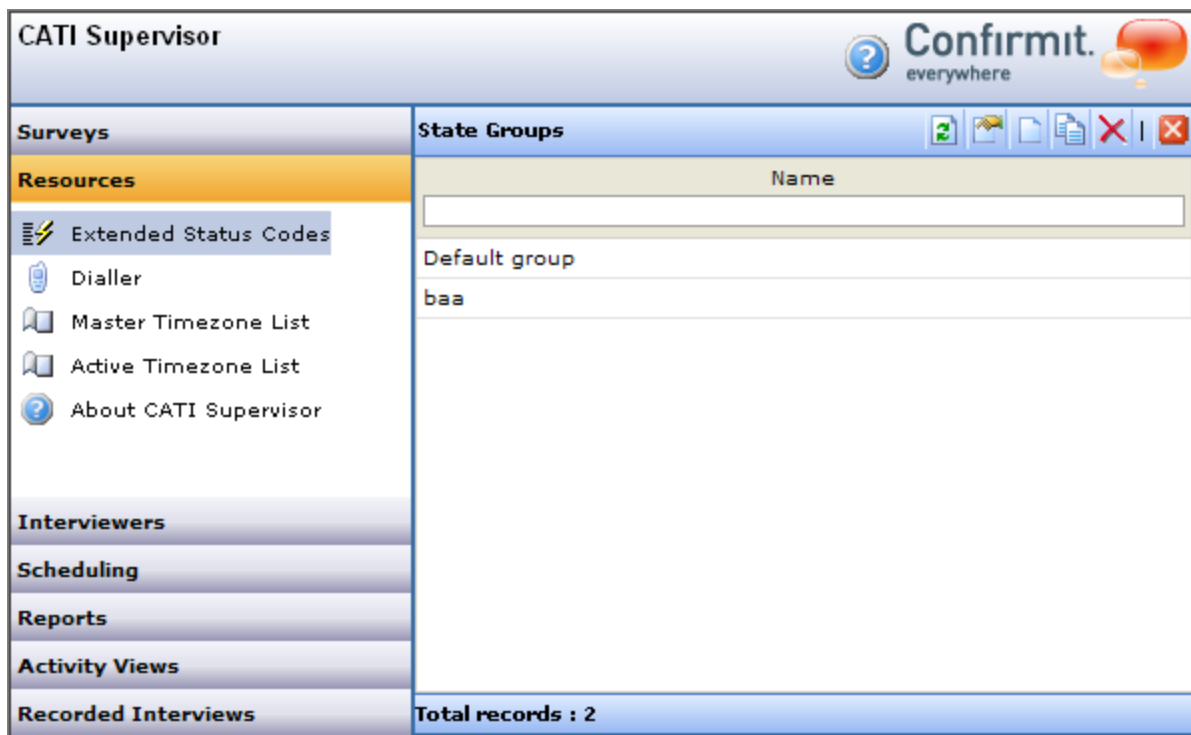 CATI Supervisor
Confirmit.
everywhere
Surveys
Resources
Extended Status Codes
Dialler
Master Timezone List
Active Timezone List
About CATI Supervisor
Interviewers
Scheduling
Reports
Activity Views
Recorded Interviews
State Groups
Name
Default group
baa
Total records : 2